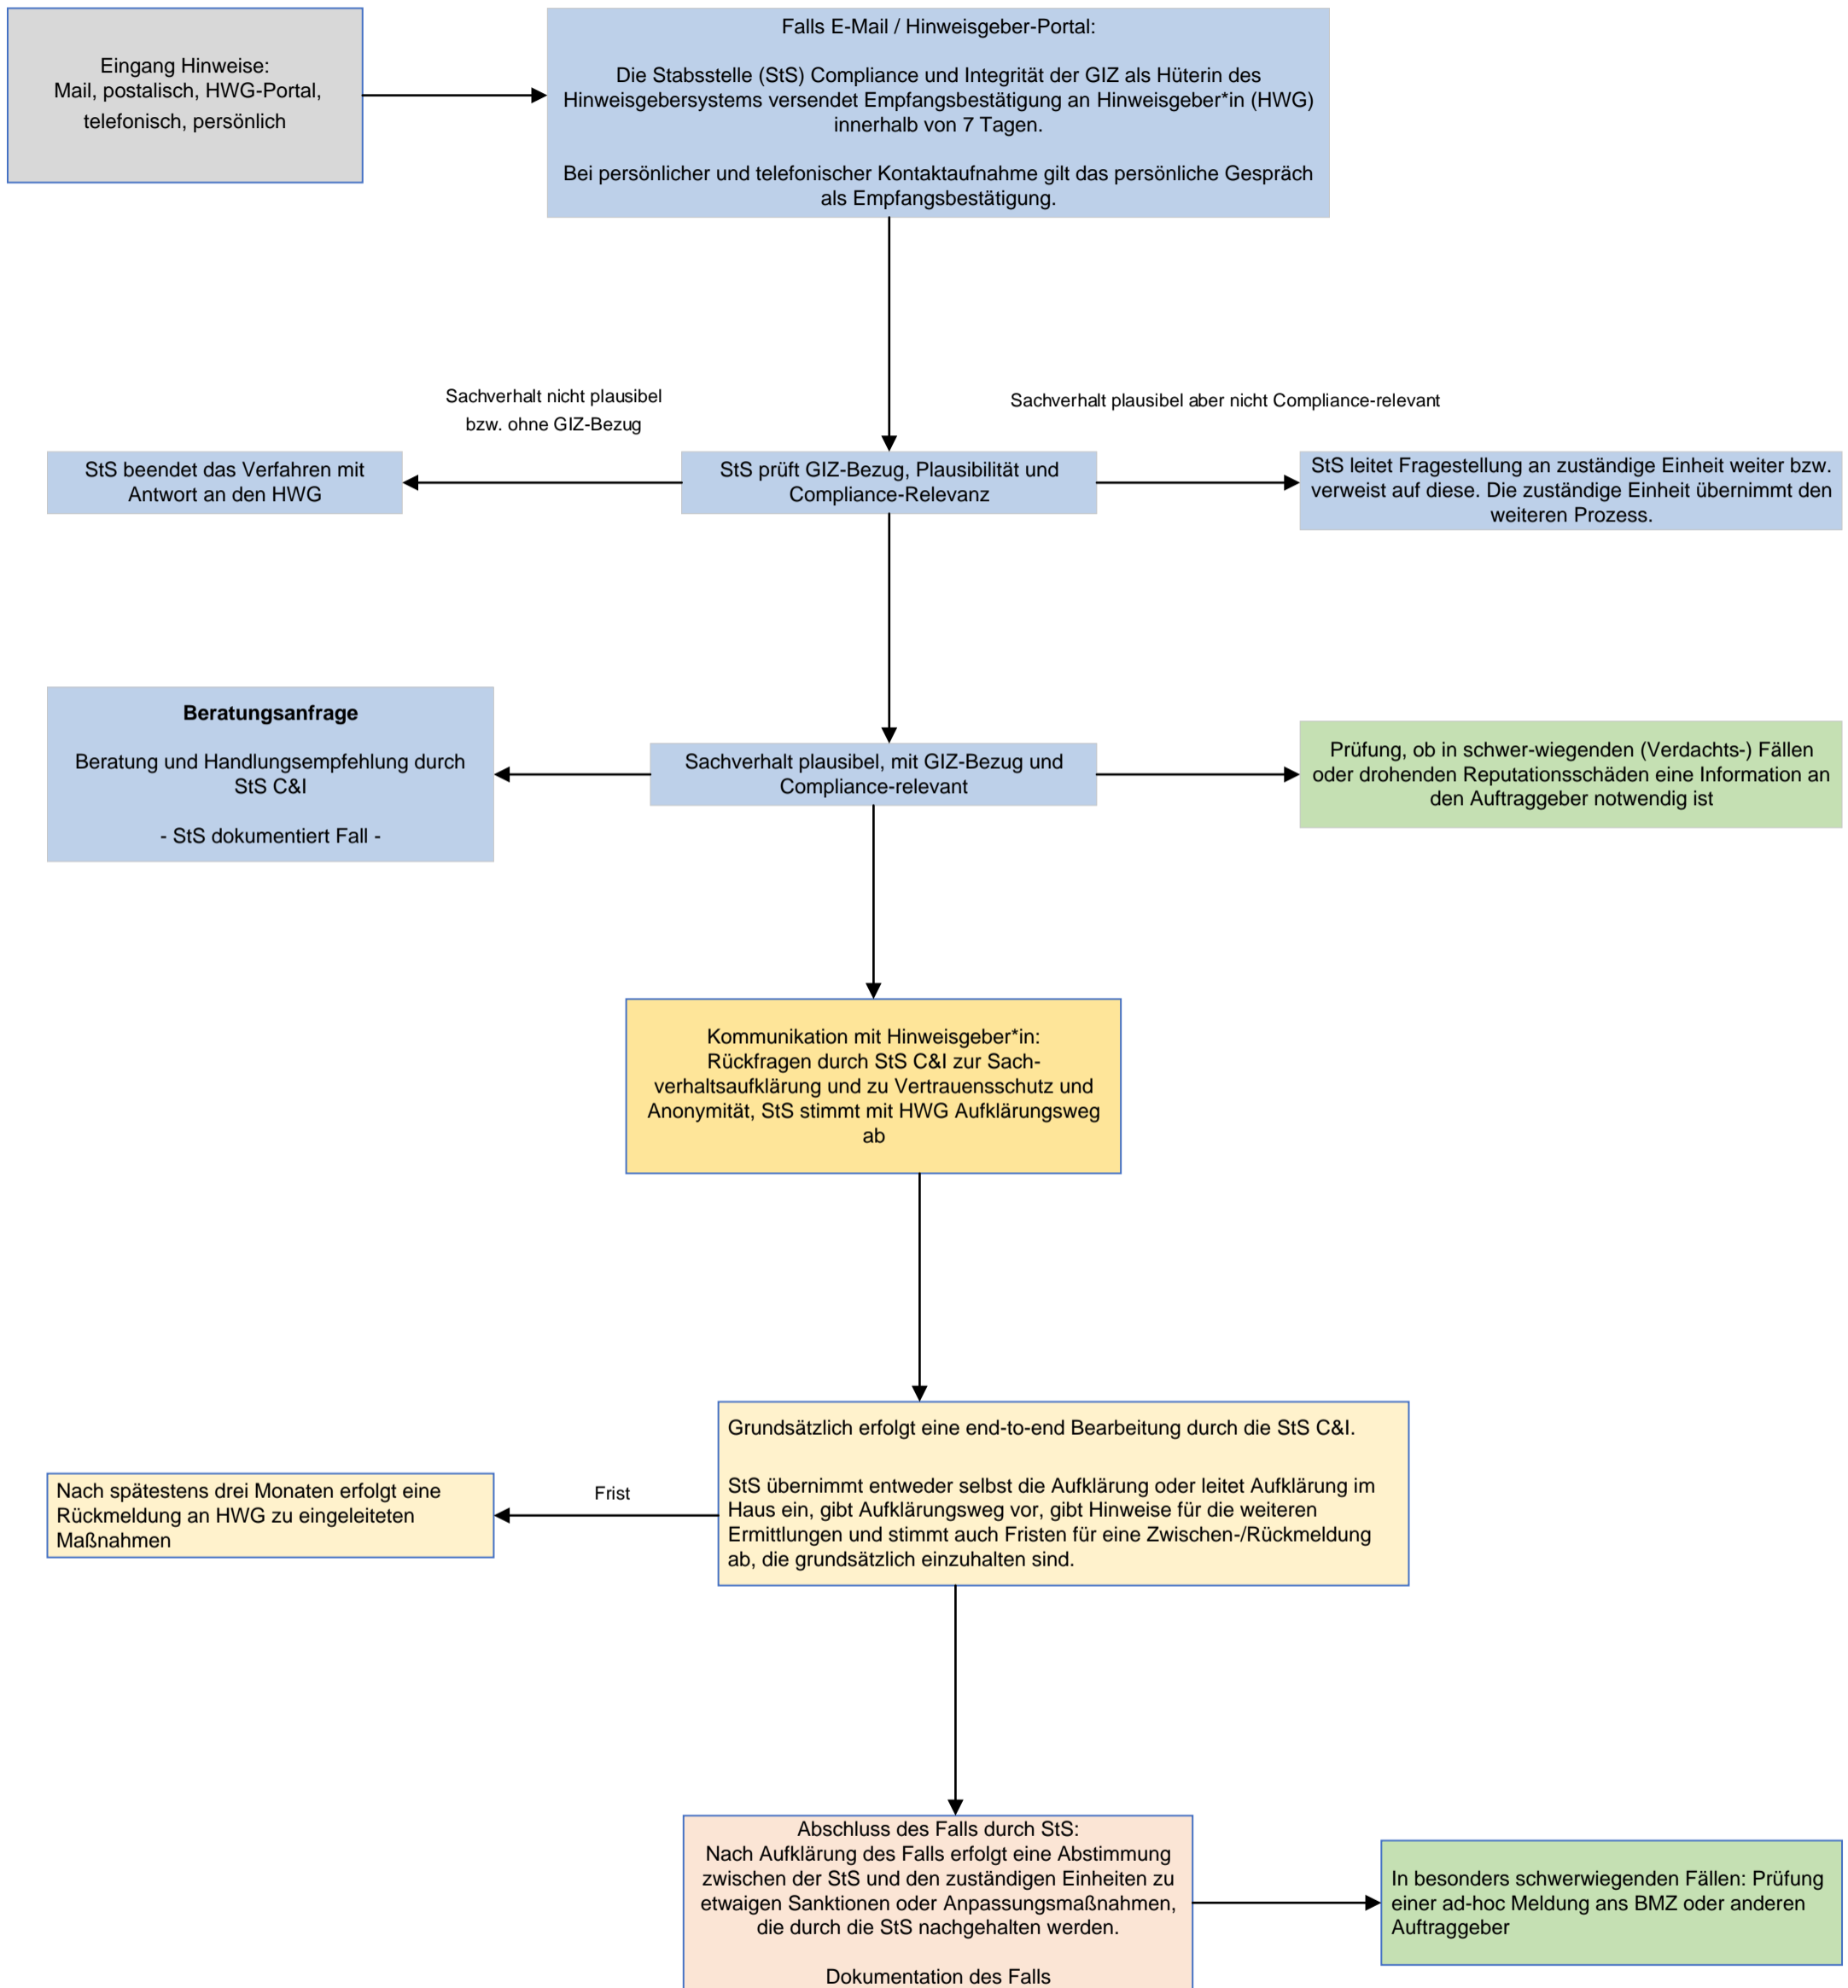 Eingang Hinweise:
Mail, postalisch, HWG-Portal,
telefonisch, persönlich
Falls E-Mail / Hinweisgeber-Portal:
Die Stabsstelle (StS) Compliance und Integrität der GIZ als Hüterin des
Hinweisgebersystems versendet Empfangsbestätigung an Hinweisgeber*in (HWG)
innerhalb von 7 Tagen.
Bei persönlicher und telefonischer Kontaktaufnahme gilt das persönliche Gespräch
als Empfangsbestätigung.
Sachverhalt nicht plausibel
bzw. ohne GIZ-Bezug
Sachverhalt plausibel aber nicht Compliance-relevant
StS beendet das Verfahren mit
Antwort an den HWG
StS prüft GIZ-Bezug, Plausibilität und
Compliance-Relevanz
StS leitet Fragestellung an zuständige Einheit weiter bzw.
verweist auf diese. Die zuständige Einheit übernimmt den
weiteren Prozess.
Beratungsanfrage
Beratung und Handlungsempfehlung durch
StS C&I
- StS dokumentiert Fall -
Sachverhalt plausibel, mit GIZ-Bezug und
Compliance-relevant
Prüfung, ob in schwer-wiegenden (Verdachts-) Fällen
oder drohenden Reputationsschäden eine Information an
den Auftraggeber notwendig ist
Kommunikation mit Hinweisgeber*in:
Rückfragen durch StS C&I zur Sach-
verhaltsaufklärung und zu Vertrauensschutz und
Anonymität, StS stimmt mit HWG Aufklärungsweg
ab
Grundsätzlich erfolgt eine end-to-end Bearbeitung durch die StS C&I.
StS übernimmt entweder selbst die Aufklärung oder leitet Aufklärung im
Haus ein, gibt Aufklärungsweg vor, gibt Hinweise für die weiteren
Ermittlungen und stimmt auch Fristen für eine Zwischen-/Rückmeldung
ab, die grundsätzlich einzuhalten sind.
Frist
Nach spätestens drei Monaten erfolgt eine
Rückmeldung an HWG zu eingeleiteten
Maßnahmen
Abschluss des Falls durch StS:
Nach Aufklärung des Falls erfolgt eine Abstimmung
zwischen der StS und den zuständigen Einheiten zu
etwaigen Sanktionen oder Anpassungsmaßnahmen,
die durch die StS nachgehalten werden.
Dokumentation des Falls
In besonders schwerwiegenden Fällen: Prüfung
einer ad-hoc Meldung ans BMZ oder anderen
Auftraggeber